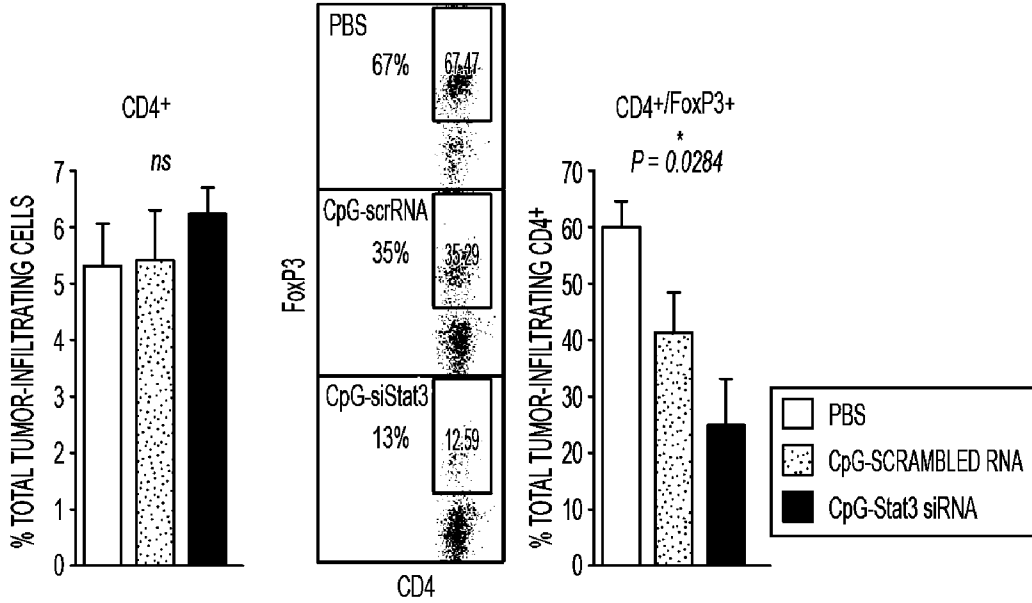 CD4+
ns
% TOTAL TUMOR-INFILTRATING CELLS
7
6
5
4
3
2
1
0
PBS
67%
67.47
CpG-scrRNA
35%
35.29
CpG-siStat3
13%
12.59
FoxP3
CD4
CD4+/FoxP3+
*
P = 0.0284
% TOTAL TUMOR-INFILTRATING CD4+
70
60
50
40
30
20
10
0
PBS
CpG-SCRAMBLED RNA
CpG-Stat3 siRNA